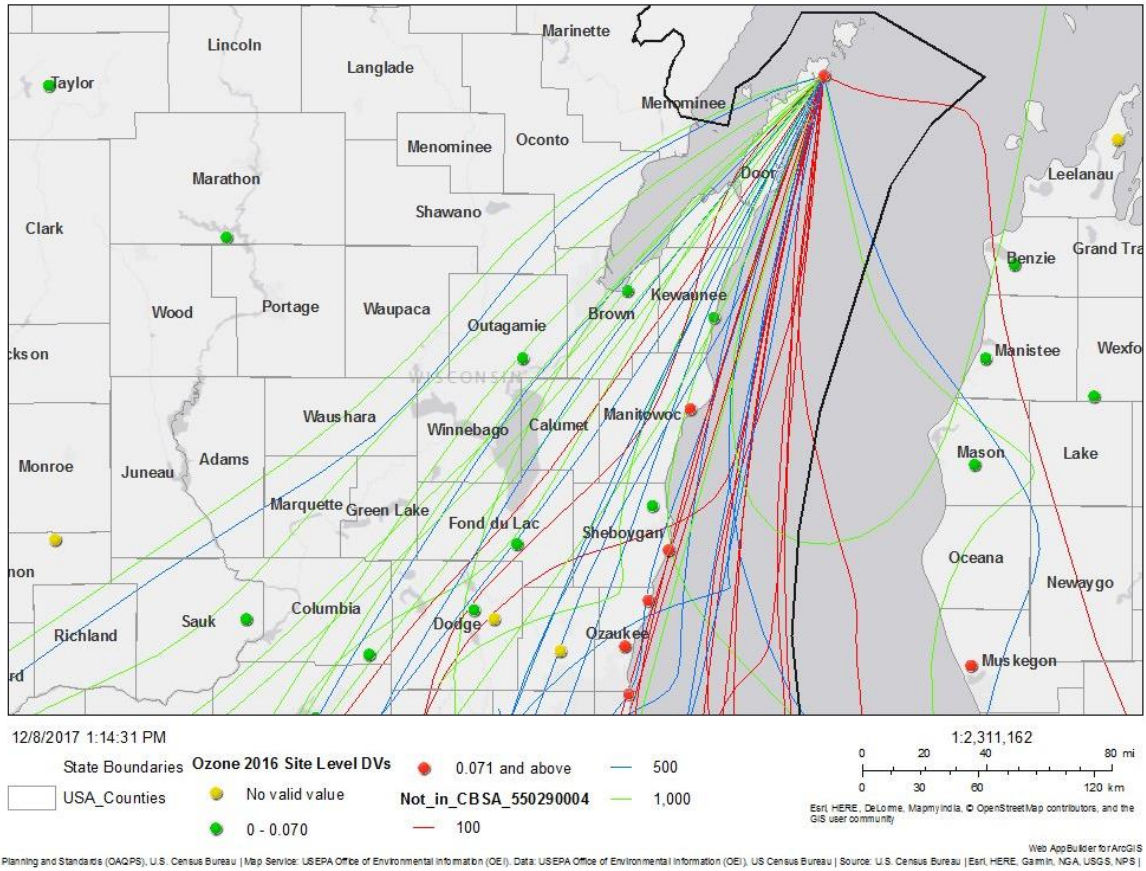 Marinette
Lincoln
Langlade
Taylor
Menominee
Oconto
Menominee
Door
Leelanau
Marathon
Shawano
Clark
Grand Tra
Benzie
Kewaunee
Portage
Waupaca
Wood
Brown
Outagamie
Manistee
Wexfo
ckson
WISCONSIN
Waushara
Manitowoc
Winnebago
Calumet
Mason
Lake
Adams
Monroe
Juneau
Marquette
Green Lake
Fond du Lac
Sheboygan
Oceana
non
Newaygo
Columbia
Sauk
Dodge
Richland
Ozaukee
Muskegon
rd
12/8/2017 1:14:31 PM
1:2,311,162
0 20 40 80 mi
0 30 60 120 km
State Boundaries
USA_Counties
Ozone 2016 Site Level DVs
No valid value
0 - 0.070
0.071 and above
Not_in_CBSA_550290004
100
500
1,000
Esri, HERE, DeLorme, MapmyIndia, © OpenStreetMap contributors, and the
GIS user community
Web AppBuilder for ArcGIS
Planning and Standards (OAQPS), U.S. Census Bureau | Map Service: USEPA Office of Environmental Information (OEI). Data: USEPA Office of Environmental Information (OEI), US Census Bureau | Source: U.S. Census Bureau | Esri, HERE, Garmin, NGA, USGS, NPS |